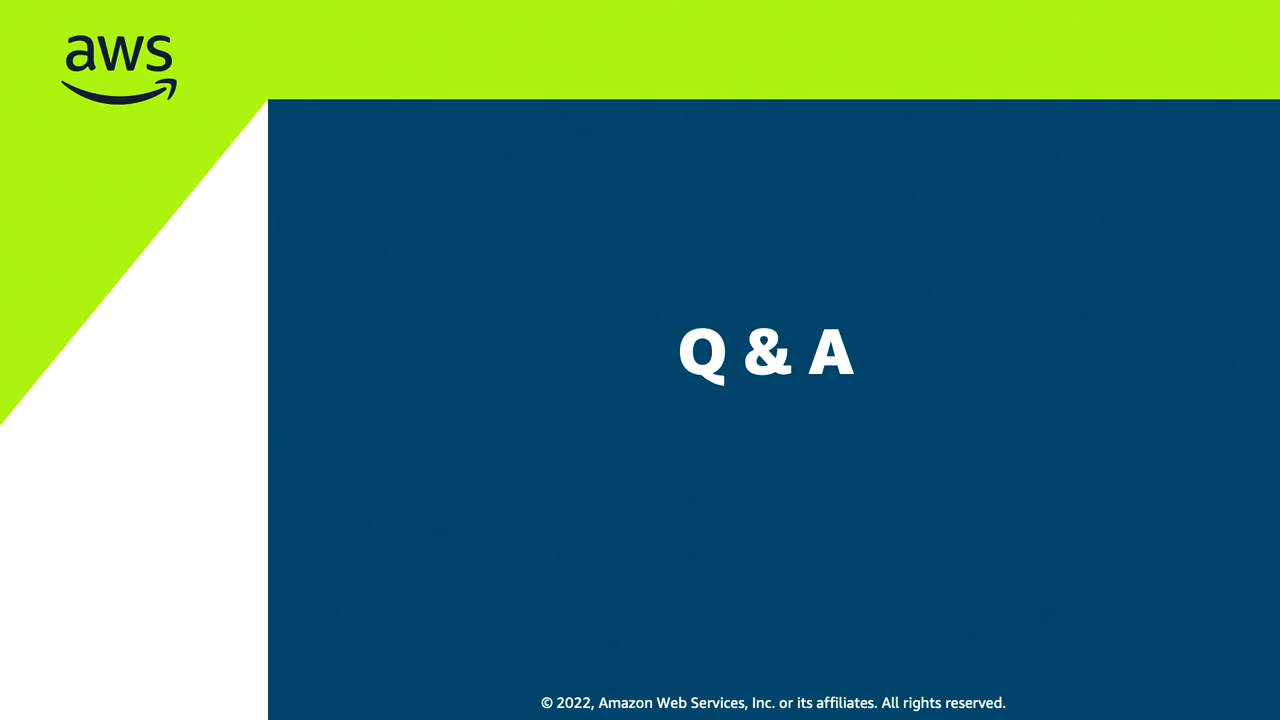 aws
Q & A
© 2022, Amazon Web Services, Inc. or its affiliates. All rights reserved.